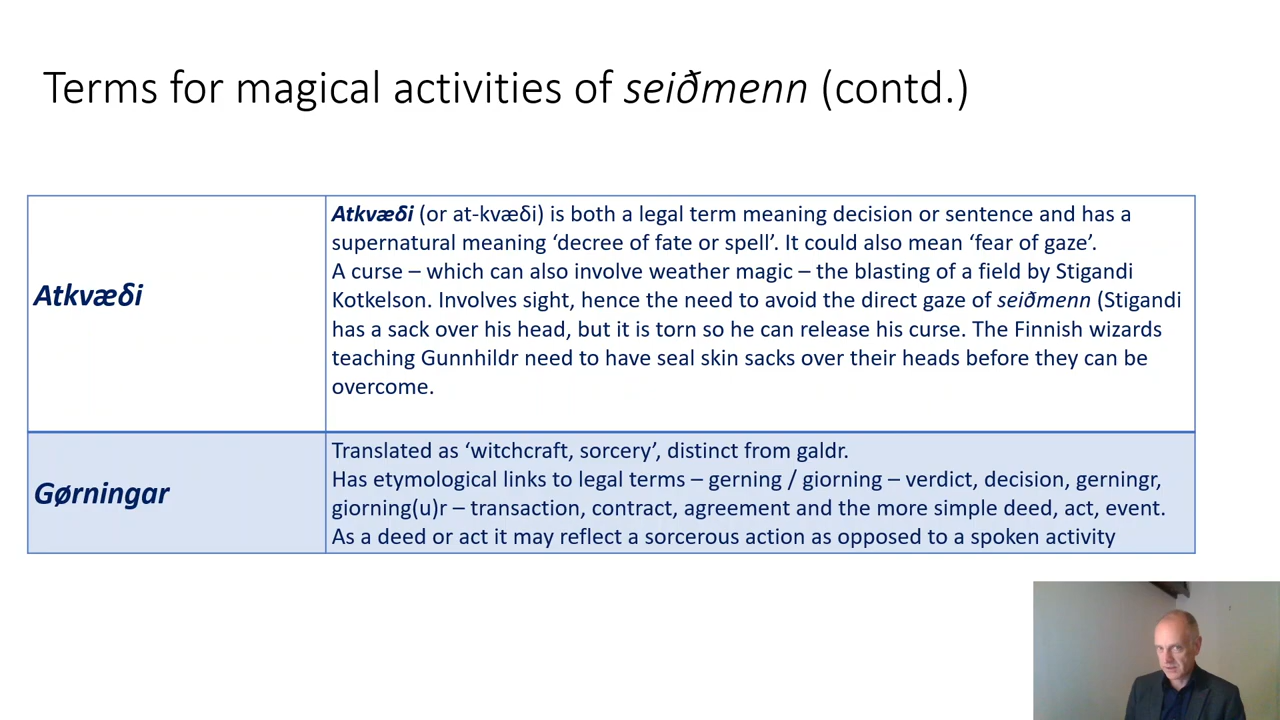 Terms for magical activities of seiðmenn (contd.)
Atkvæði
Atkvæði (or at-kvæði) is both a legal term meaning decision or sentence and has a
supernatural meaning ‘decree of fate or spell’. It could also mean ‘fear of gaze’.
A curse – which can also involve weather magic – the blasting of a field by Stigandi
Kotkelson. Involves sight, hence the need to avoid the direct gaze of seiðmenn (Stigandi
has a sack over his head, but it is torn so he can release his curse. The Finnish wizards
teaching Gunnhildr need to have seal skin sacks over their heads before they can be
overcome.
Gørningar
Translated as ‘witchcraft, sorcery’, distinct from galdr.
Has etymological links to legal terms – gerning / giorning – verdict, decision, gerningr,
giorning(u)r – transaction, contract, agreement and the more simple deed, act, event.
As a deed or act it may reflect a sorcerous action as opposed to a spoken activity